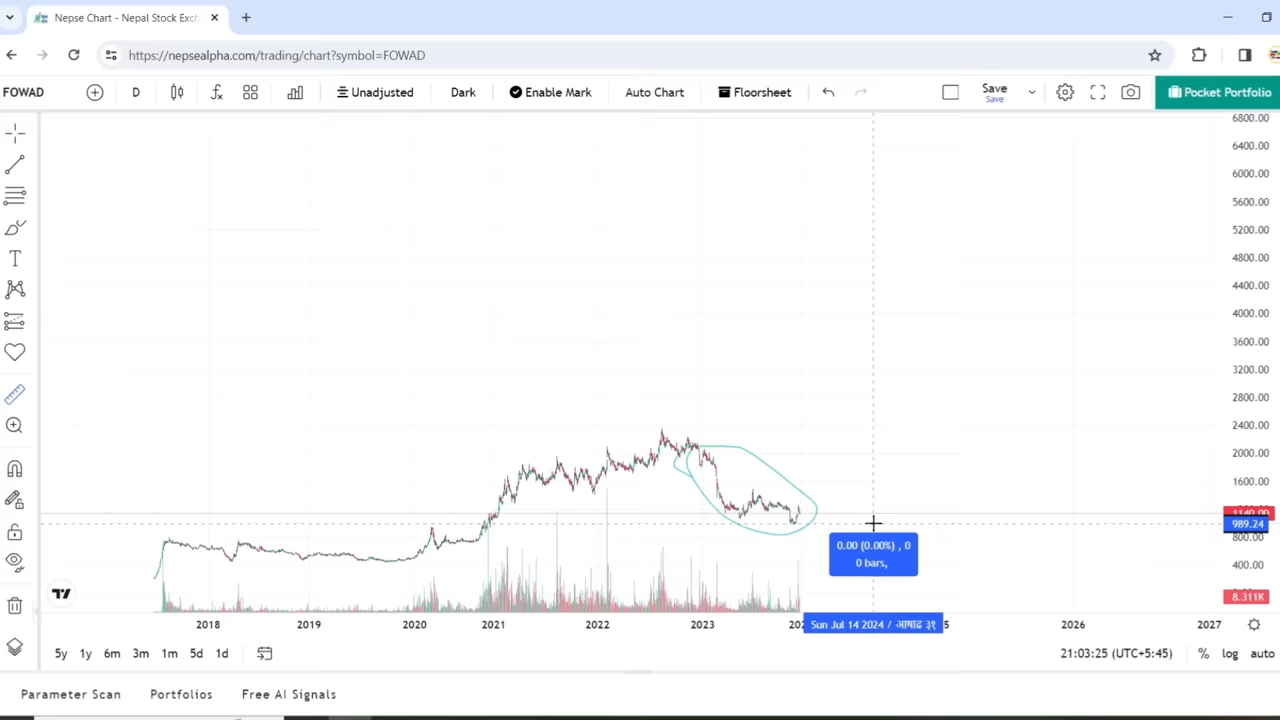 Nepse Chart - Nepal Stock Exch
https://nepsealpha.com/trading/chart?symbol=FOWAD
FOWAD D Unadjusted Dark Enable Mark Auto Chart Floorsheet Save Pocket Portfolio
Save
6800.00
6400.00
6000.00
5600.00
5200.00
4800.00
4400.00
4000.00
3600.00
3200.00
2800.00
2400.00
2000.00
1600.00
1140.00
989.24
800.00
400.00
8.311K
0.00 (0.00%) , 0
0 bars,
2018 2019 2020 2021 2022 2023 Sun Jul 14 2024 / आषाढ ३१ 2026 2027
5y 1y 6m 3m 1m 5d 1d 21:03:25 (UTC+5:45) % log auto
Parameter Scan Portfolios Free AI Signals